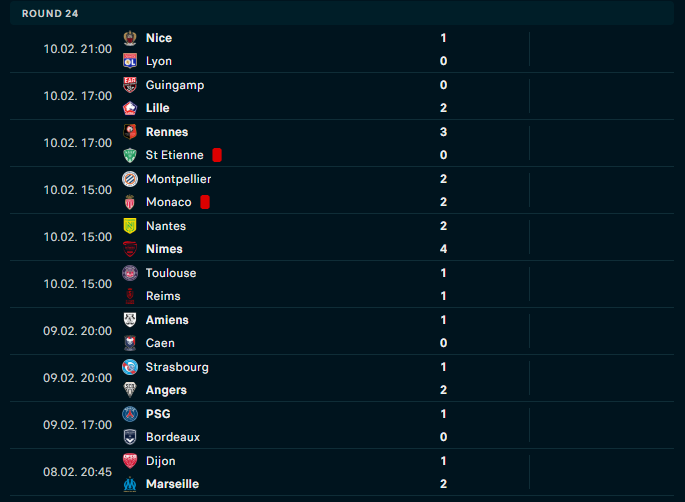 ROUND 24
10.02. 21:00
Nice 1
Lyon 0
10.02. 17:00
Guingamp 0
Lille 2
10.02. 17:00
Rennes 3
St Etienne 0
10.02. 15:00
Montpellier 2
Monaco 2
10.02. 15:00
Nantes 2
Nimes 4
10.02. 15:00
Toulouse 1
Reims 1
09.02. 20:00
Amiens 1
Caen 0
09.02. 20:00
Strasbourg 1
Angers 2
09.02. 17:00
PSG 1
Bordeaux 0
08.02. 20:45
Dijon 1
Marseille 2